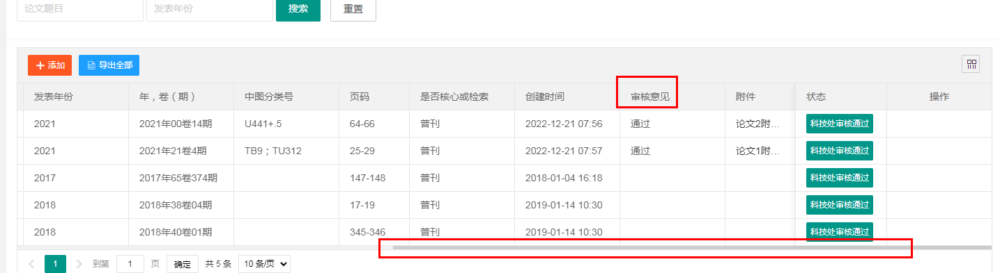 论文题目 发表年份 搜索 重置
添加 导出全部
发表年份 年，卷（期） 中图分类号 页码 是否核心或检索 创建时间 审核意见 附件 状态 操作
2021 2021年00卷14期 U441+.5 64-66 普刊 2022-12-21 07:56 通过 论文2附... 科技处审核通过
2021 2021年21卷4期 TB9；TU312 25-29 普刊 2022-12-21 07:57 通过 论文1附... 科技处审核通过
2017 2017年65卷374期 147-148 普刊 2018-01-04 16:18 科技处审核通过
2018 2018年38卷04期 17-19 普刊 2019-01-14 10:30 科技处审核通过
2018 2018年40卷01期 345-346 普刊 2019-01-14 10:30 科技处审核通过
1 到第 1 页 确定 共 5 条 10 条/页